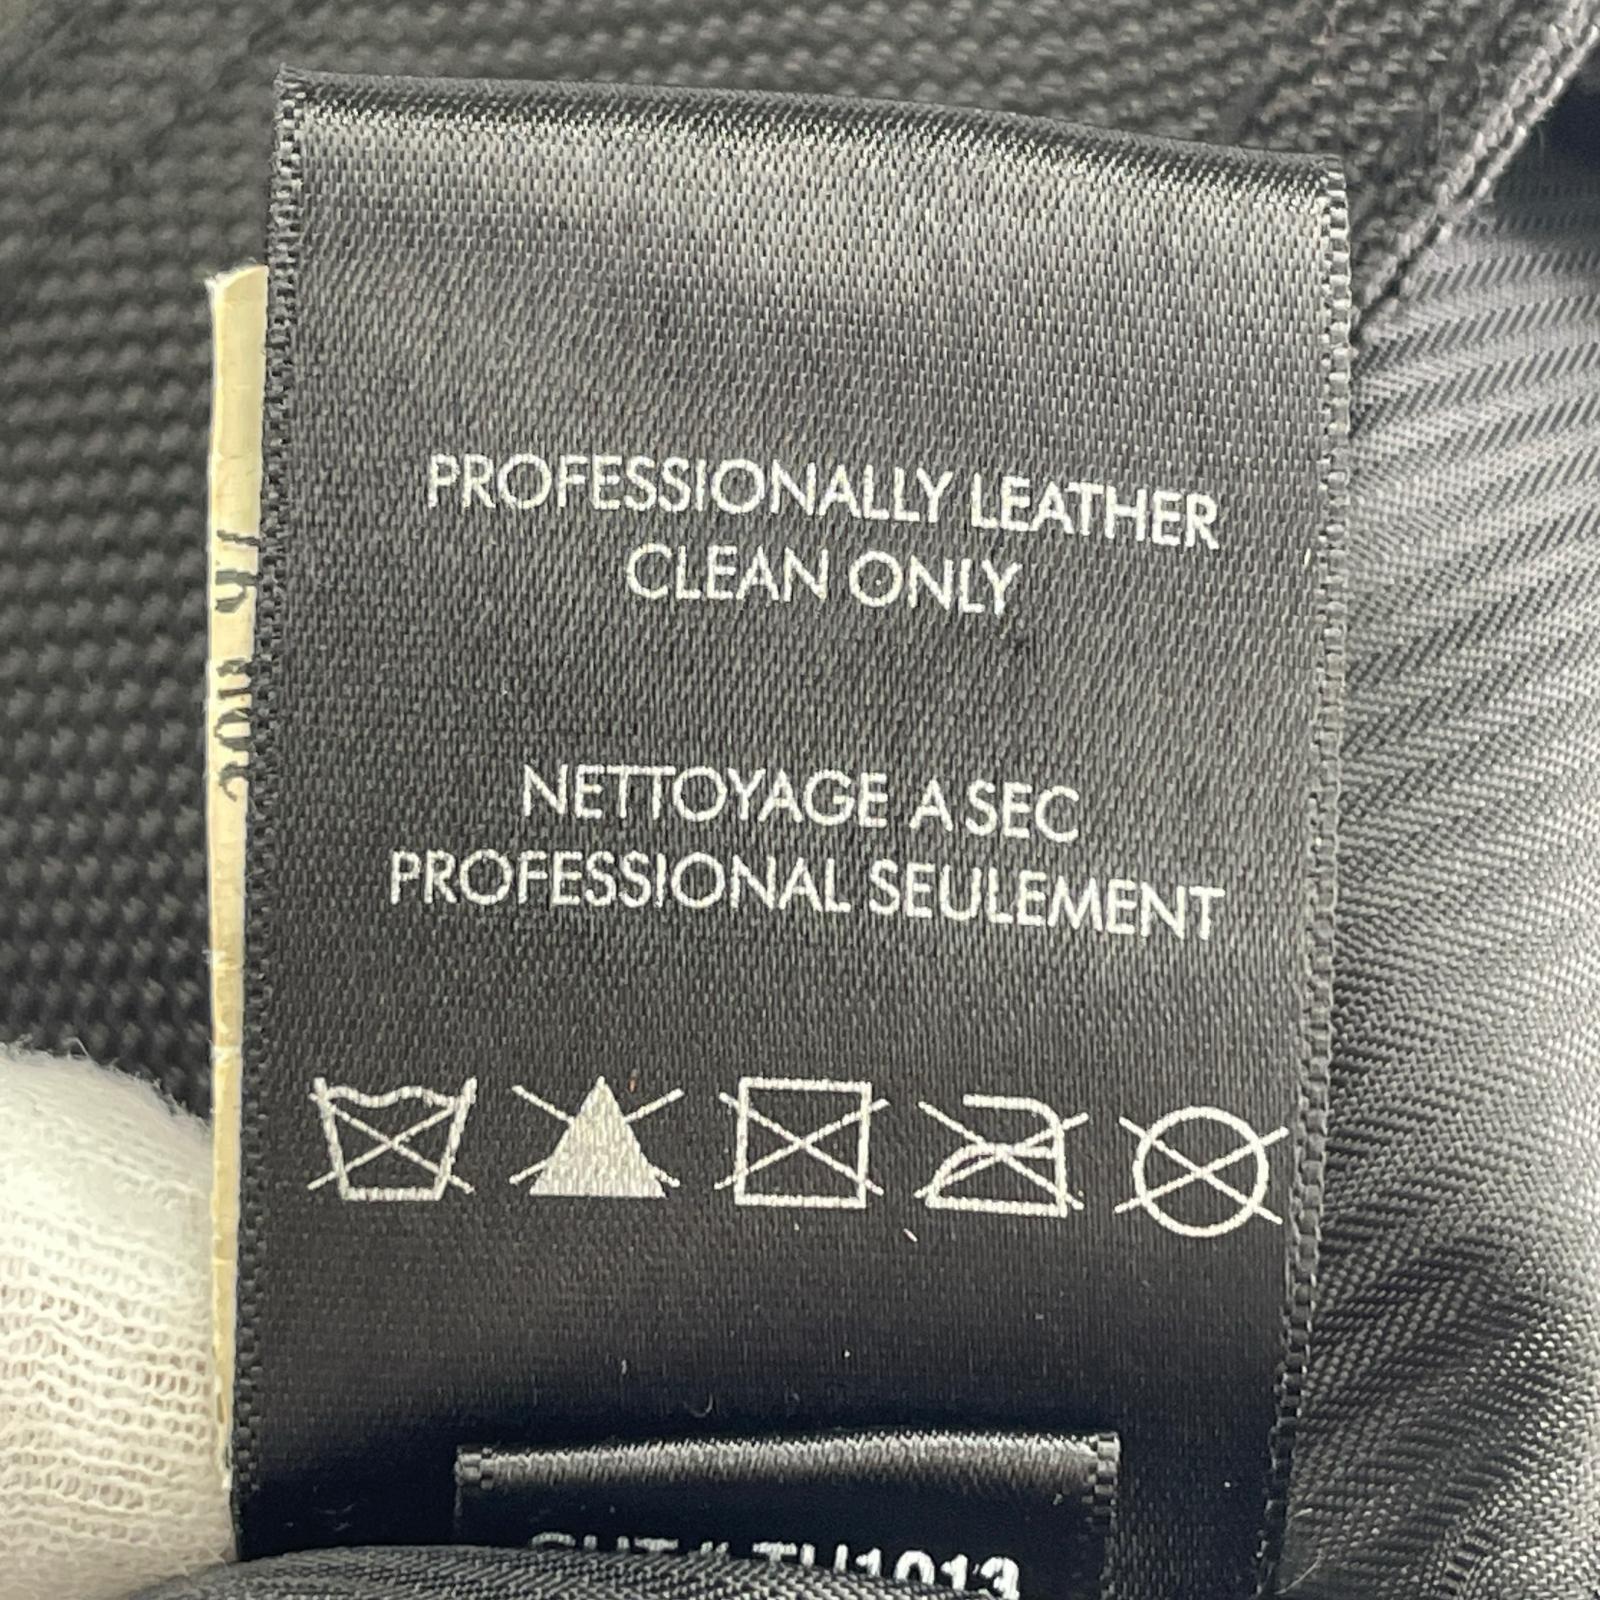 PROFESSIONALLY LEATHER
CLEAN ONLY
NETTOYAGE A SEC
PROFESSIONAL SEULEMENT